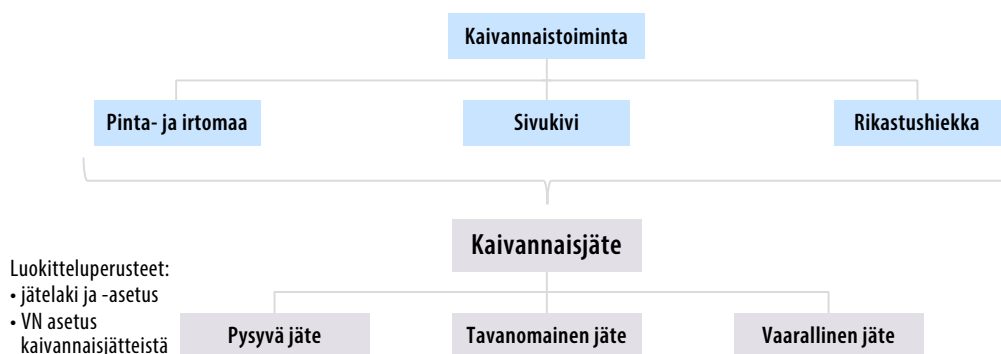 Kaivannaistoiminta
Pinta- ja irtomaa
Sivukivi
Rikastushiekka
Kaivannaisjäte
Luokitteluperusteet:
• jätelaki ja -asetus
• VN asetus
kaivannaisjätteistä
Pysyvä jäte
Tavanomainen jäte
Vaarallinen jäte